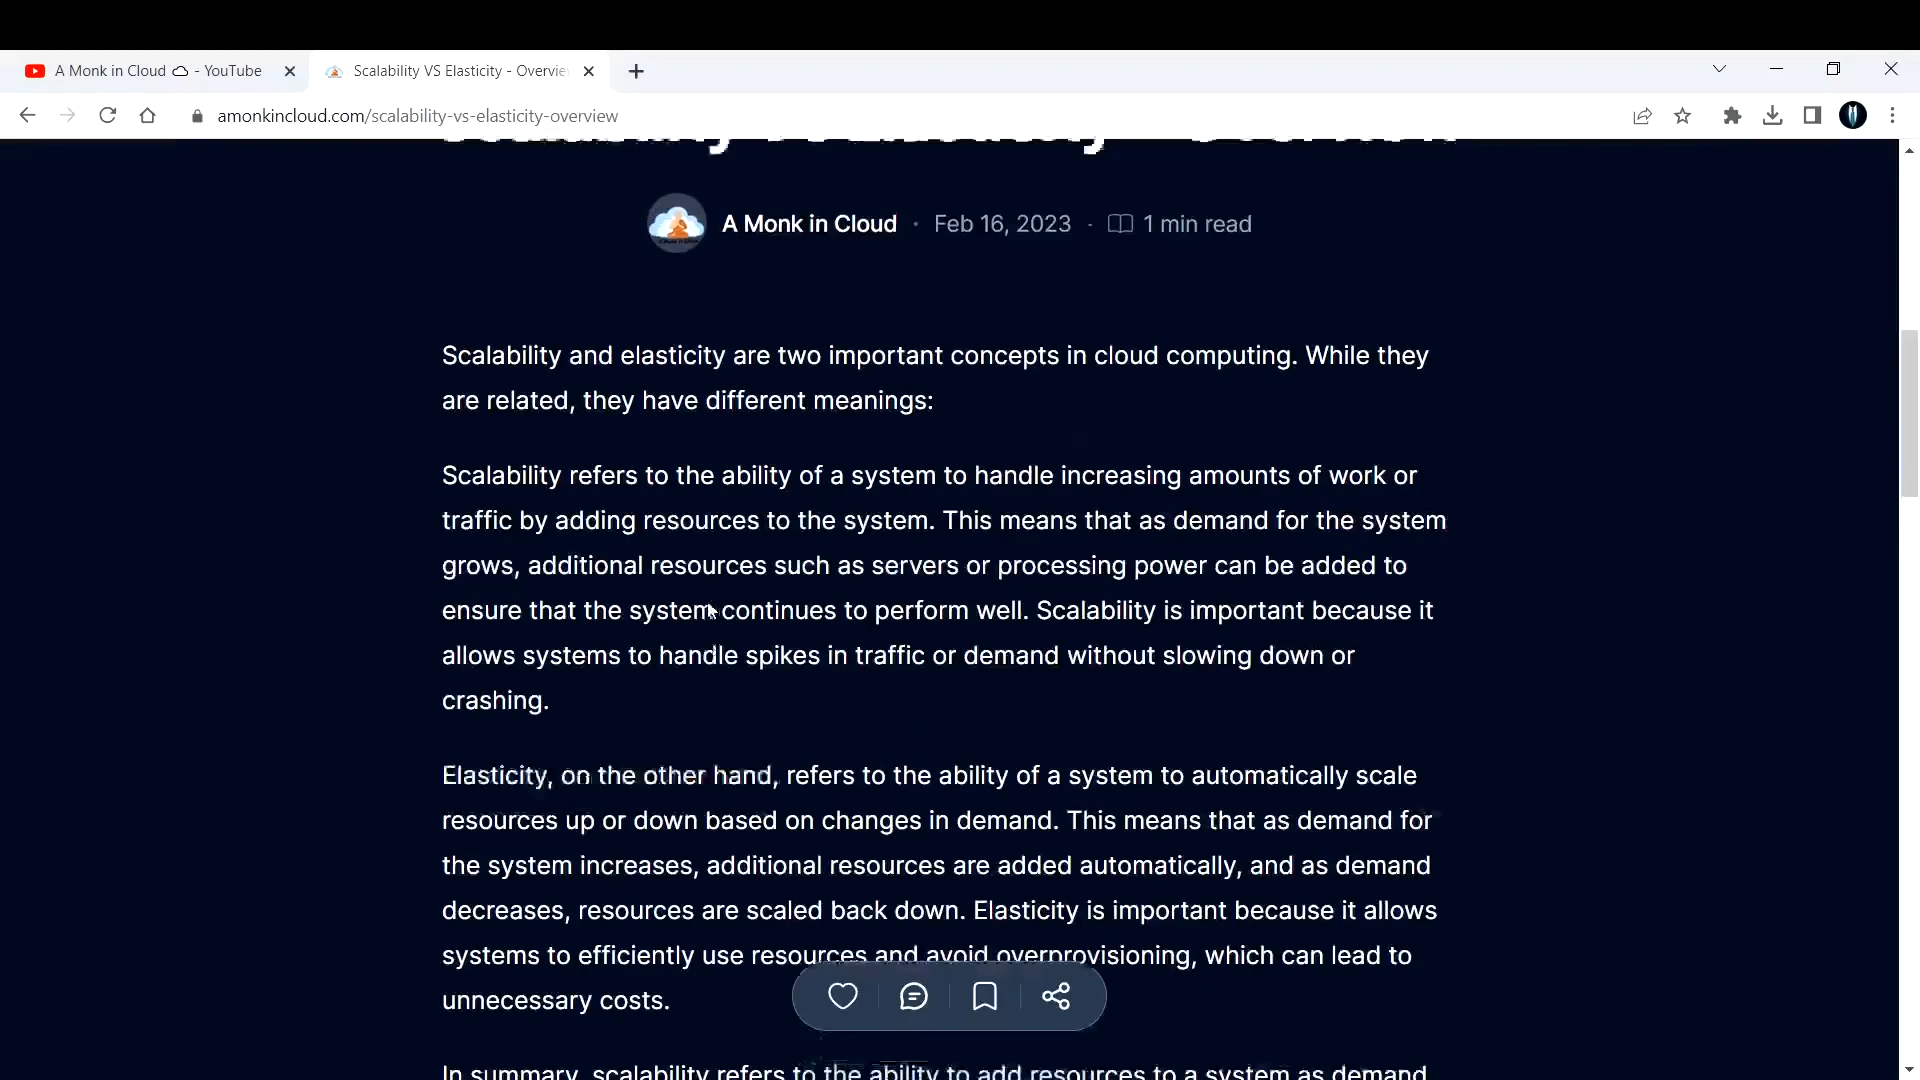 A Monk in Cloud - YouTube
Scalability VS Elasticity - Overvie
amonkincloud.com/scalability-vs-elasticity-overview
A Monk in Cloud · Feb 16, 2023 · 1 min read
Scalability and elasticity are two important concepts in cloud computing. While they
are related, they have different meanings:
Scalability refers to the ability of a system to handle increasing amounts of work or
traffic by adding resources to the system. This means that as demand for the system
grows, additional resources such as servers or processing power can be added to
ensure that the system continues to perform well. Scalability is important because it
allows systems to handle spikes in traffic or demand without slowing down or
crashing.
Elasticity, on the other hand, refers to the ability of a system to automatically scale
resources up or down based on changes in demand. This means that as demand for
the system increases, additional resources are added automatically, and as demand
decreases, resources are scaled back down. Elasticity is important because it allows
systems to efficiently use resources and avoid overprovisioning, which can lead to
unnecessary costs.
In summary, scalability refers to the ability to add resources to a system as demand